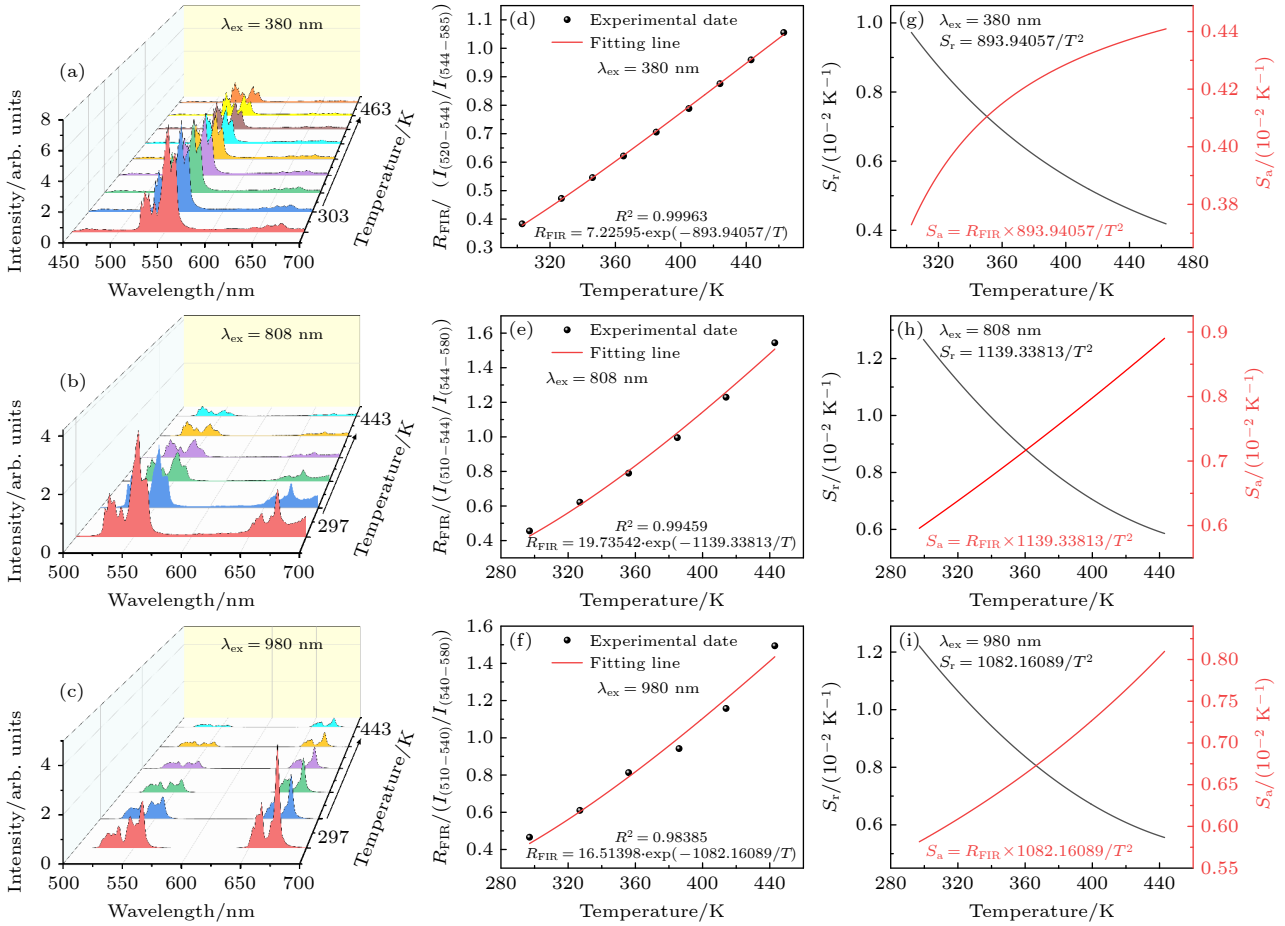 (a)
λex = 380 nm
Intensity/arb. units
8
6
4
2
0
450 500 550 600 650 700
Wavelength/nm
303
463
Temperature/K
(d)
Experimental date
Fitting line
λex = 380 nm
RFIR/ (I(520−544)/I(544−585))
1.1
1.0
0.9
0.8
0.7
0.6
0.5
0.4
0.3
R² = 0.99963
RFIR = 7.22595·exp(−893.94057/T)
320 360 400 440
Temperature/K
(g)
λex = 380 nm
Sr = 893.94057/T²
Sr/(10⁻² K⁻¹)
1.0
0.8
0.6
0.4
Sa = RFIR×893.94057/T²
320 360 400 440 480
Temperature/K
0.44
0.42
0.40
0.38
Sa/(10⁻² K⁻¹)
(b)
λex = 808 nm
Intensity/arb. units
4
2
0
500 550 600 650 700
Wavelength/nm
297
443
Temperature/K
(e)
Experimental date
Fitting line
λex = 808 nm
RFIR/(I(510−544)/I(544−580))
1.6
1.4
1.2
1.0
0.8
0.6
0.4
R² = 0.99459
RFIR = 19.73542·exp(−1139.33813/T)
280 320 360 400 440
Temperature/K
(h)
λex = 808 nm
Sr = 1139.33813/T²
Sr/(10⁻² K⁻¹)
1.2
1.0
0.8
0.6
Sa = RFIR×1139.33813/T²
280 320 360 400 440
Temperature/K
0.9
0.8
0.7
0.6
Sa/(10⁻² K⁻¹)
(c)
λex = 980 nm
Intensity/arb. units
4
2
0
500 550 600 650 700
Wavelength/nm
297
443
Temperature/K
(f)
Experimental date
Fitting line
λex = 980 nm
RFIR/(I(510−540)/I(540−580))
1.6
1.4
1.2
1.0
0.8
0.6
0.4
R² = 0.98385
RFIR = 16.51398·exp(−1082.16089/T)
280 320 360 400 440
Temperature/K
(i)
λex = 980 nm
Sr = 1082.16089/T²
Sr/(10⁻² K⁻¹)
1.2
1.0
0.8
0.6
Sa = RFIR×1082.16089/T²
280 320 360 400 440
Temperature/K
0.80
0.75
0.70
0.65
0.60
0.55
Sa/(10⁻² K⁻¹)